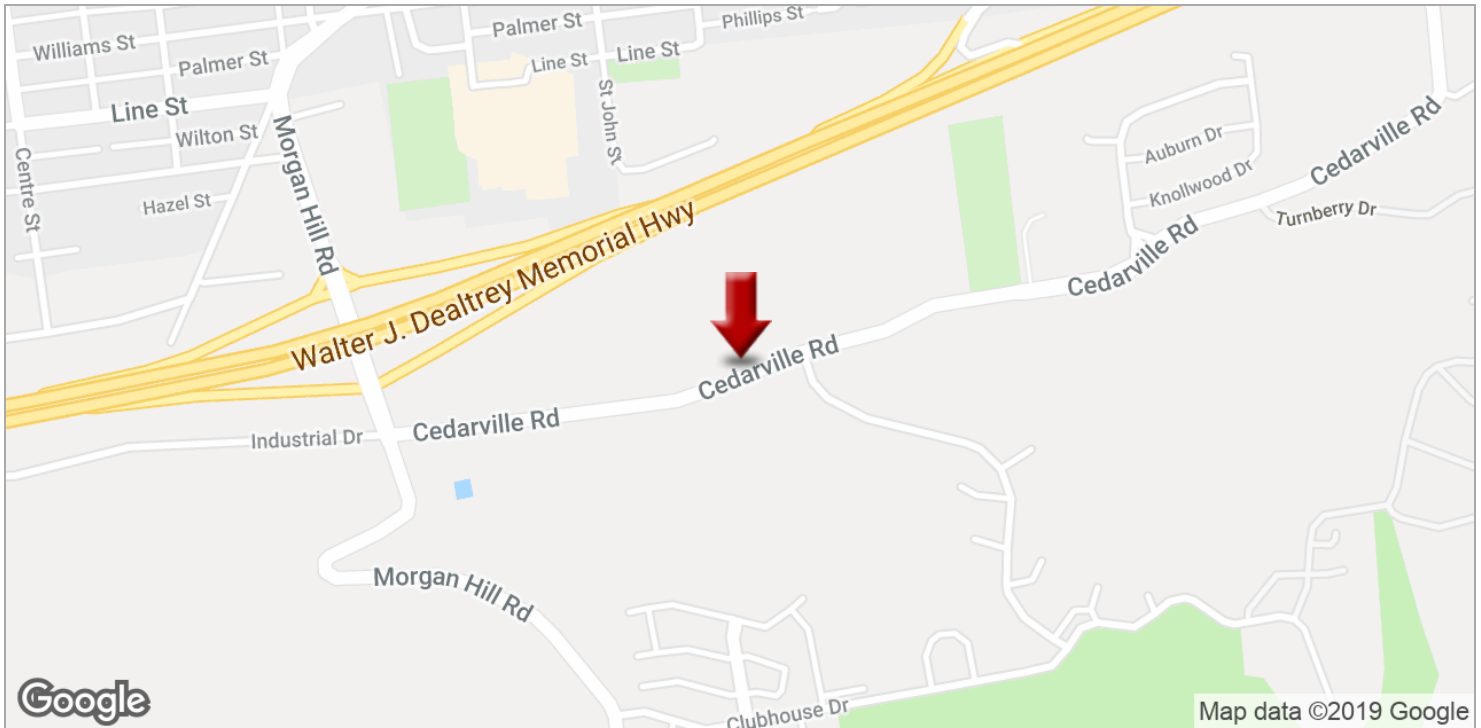 Williams St
Palmer St
Phillips St
Palmer St
Line St
Line St
Line St
Wilton St
St John St
Morgan Hill Rd
Centre St
Hazel St
Auburn Dr
Knollwood Dr
Cedarville Rd
Turnberry Dr
Walter J. Dealtrey Memorial Hwy
Cedarville Rd
Cedarville Rd
Cedarville Rd
Industrial Dr
Morgan Hill Rd
Clubhouse Dr
Google
Map data ©2019 Google